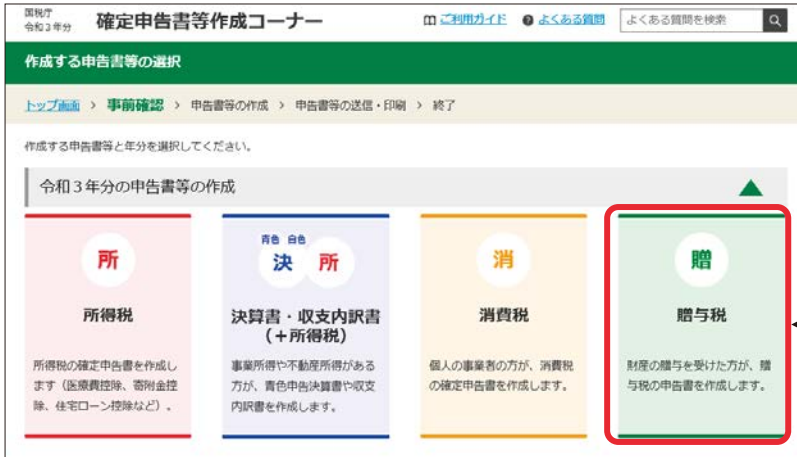 国税庁
令和3年分
確定申告書等作成コーナー
ご利用ガイド
よくある質問
よくある質問を検索
作成する申告書等の選択
トップ画面 > 事前確認 > 申告書等の作成 > 申告書等の送信・印刷 > 終了
作成する申告書等と年分を選択してください。
令和3年分の申告書等の作成
所
所得税
所得税の確定申告書を作成し
ます（医療費控除、寄附金控
除、住宅ローン控除など）。
青色 白色
決 所
決算書・収支内訳書
（+所得税）
事業所得や不動産所得がある
方が、青色申告決算書や収支
内訳書を作成します。
消
消費税
個人の事業者の方が、消費税
の確定申告書を作成します。
贈
贈与税
財産の贈与を受けた方が、贈
与税の申告書を作成します。